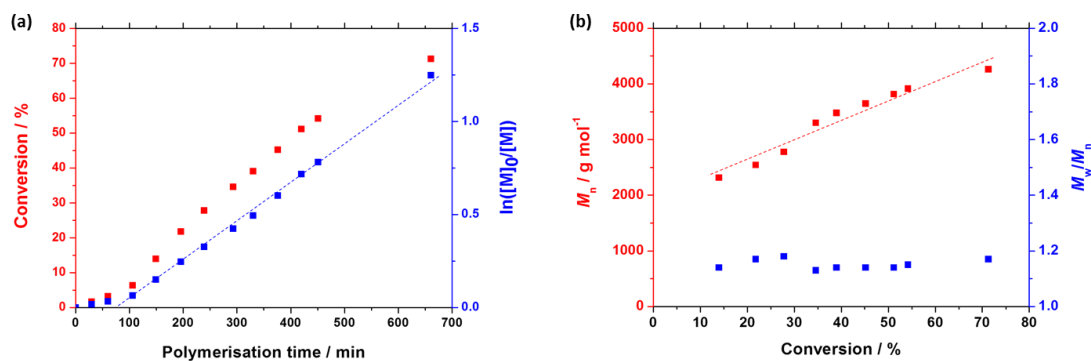 (a)
Conversion / %
80
70
60
50
40
30
20
10
0
0 100 200 300 400 500 600 700
Polymerisation time / min
1.5
1.0
0.5
0.0
ln([M]0/[M])
(b)
Mn / g mol-1
5000
4000
3000
2000
1000
0
0 10 20 30 40 50 60 70 80
Conversion / %
2.0
1.8
1.6
1.4
1.2
1.0
Mw/Mn